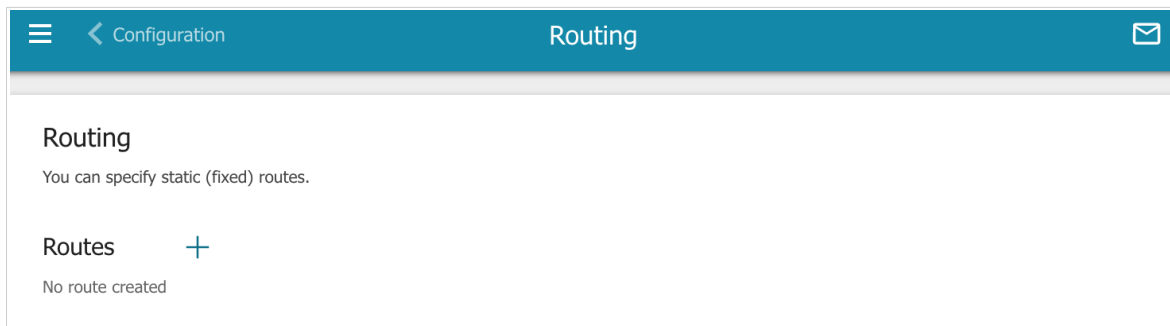 Configuration
Routing
Routing
You can specify static (fixed) routes.
Routes
No route created